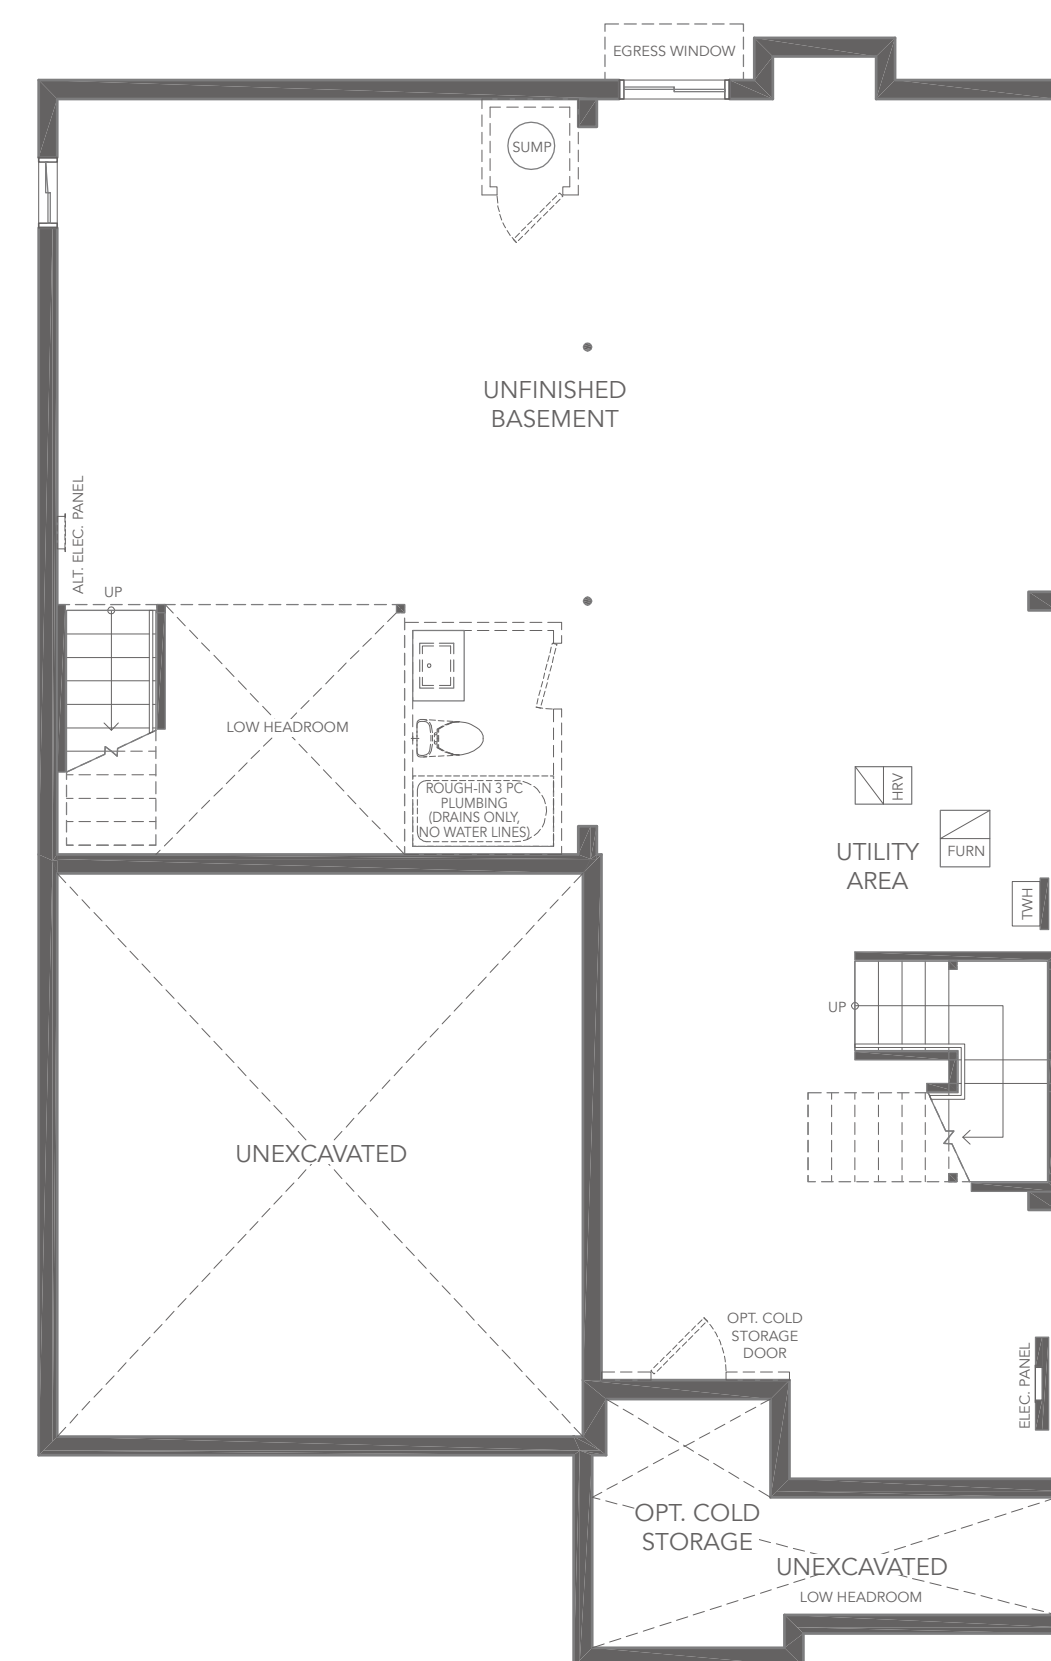 EGRESS WINDOW
SUMP
UNFINISHED
BASEMENT
ALT. ELEC. PANEL
UP
LOW HEADROOM
ROUGH-IN 3 PC
PLUMBING
(DRAINS ONLY,
NO WATER LINES)
HRV
UTILITY
AREA
FURN
TWH
UP
UNEXCAVATED
OPT. COLD
STORAGE
DOOR
ELEC. PANEL
OPT. COLD
STORAGE
UNEXCAVATED
LOW HEADROOM